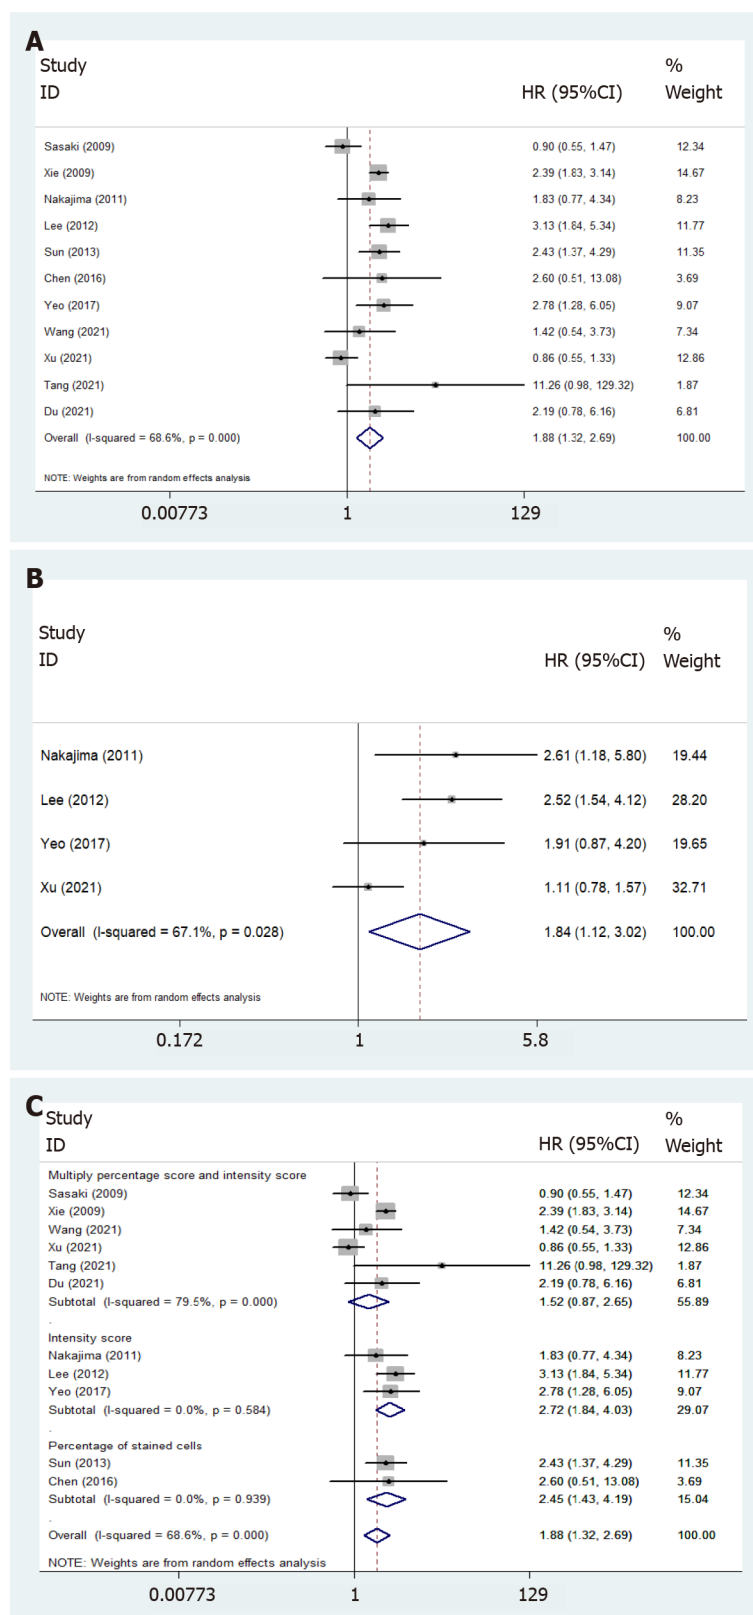 A
Study %
ID HR (95%CI) Weight
Sasaki (2009) 0.90 (0.55, 1.47) 12.34
Xie (2009) 2.39 (1.83, 3.14) 14.67
Nakajima (2011) 1.83 (0.77, 4.34) 8.23
Lee (2012) 3.13 (1.84, 5.34) 11.77
Sun (2013) 2.43 (1.37, 4.29) 11.35
Chen (2016) 2.60 (0.51, 13.08) 3.69
Yeo (2017) 2.78 (1.28, 6.05) 9.07
Wang (2021) 1.42 (0.54, 3.73) 7.34
Xu (2021) 0.86 (0.55, 1.33) 12.86
Tang (2021) 11.26 (0.98, 129.32) 1.87
Du (2021) 2.19 (0.78, 6.16) 6.81
Overall (I-squared = 68.6%, p = 0.000) 1.88 (1.32, 2.69) 100.00
NOTE: Weights are from random effects analysis
0.00773 1 129
B
Study %
ID HR (95%CI) Weight
Nakajima (2011) 2.61 (1.18, 5.80) 19.44
Lee (2012) 2.52 (1.54, 4.12) 28.20
Yeo (2017) 1.91 (0.87, 4.20) 19.65
Xu (2021) 1.11 (0.78, 1.57) 32.71
Overall (I-squared = 67.1%, p = 0.028) 1.84 (1.12, 3.02) 100.00
NOTE: Weights are from random effects analysis
0.172 1 5.8
C
Study %
ID HR (95%CI) Weight
Multiply percentage score and intensity score
Sasaki (2009) 0.90 (0.55, 1.47) 12.34
Xie (2009) 2.39 (1.83, 3.14) 14.67
Wang (2021) 1.42 (0.54, 3.73) 7.34
Xu (2021) 0.86 (0.55, 1.33) 12.86
Tang (2021) 11.26 (0.98, 129.32) 1.87
Du (2021) 2.19 (0.78, 6.16) 6.81
Subtotal (I-squared = 79.5%, p = 0.000) 1.52 (0.87, 2.65) 55.89
.
Intensity score
Nakajima (2011) 1.83 (0.77, 4.34) 8.23
Lee (2012) 3.13 (1.84, 5.34) 11.77
Yeo (2017) 2.78 (1.28, 6.05) 9.07
Subtotal (I-squared = 0.0%, p = 0.584) 2.72 (1.84, 4.03) 29.07
.
Percentage of stained cells
Sun (2013) 2.43 (1.37, 4.29) 11.35
Chen (2016) 2.60 (0.51, 13.08) 3.69
Subtotal (I-squared = 0.0%, p = 0.939) 2.45 (1.43, 4.19) 15.04
.
Overall (I-squared = 68.6%, p = 0.000) 1.88 (1.32, 2.69) 100.00
NOTE: Weights are from random effects analysis
0.00773 1 129